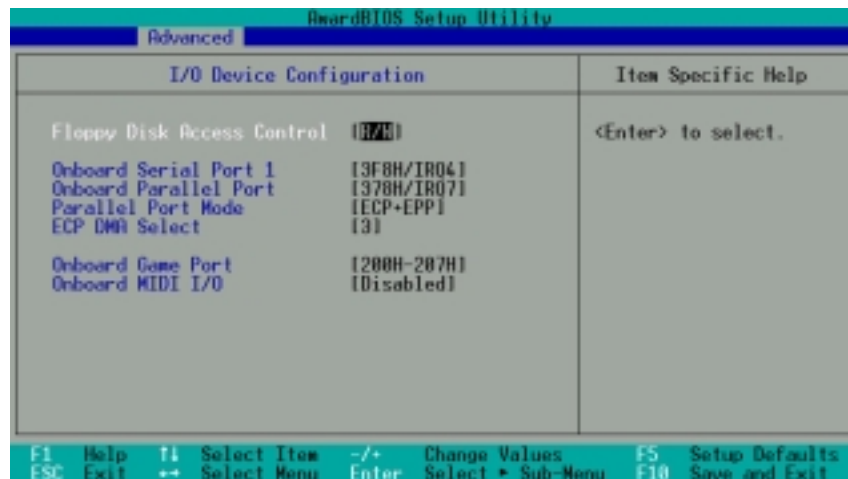 AwardBIOS Setup Utility
Advanced
I/O Device Configuration
Item Specific Help
Floppy Disk Access Control [R/W]
<Enter> to select.
Onboard Serial Port 1 [3F8H/IRQ4]
Onboard Parallel Port [378H/IRQ7]
Parallel Port Mode [ECP+EPP]
ECP DMA Select [3]
Onboard Game Port [200H-207H]
Onboard MIDI I/O [Disabled]
F1 Help ↑↓ Select Item -/+ Change Values F5 Setup Defaults
ESC Exit ↔ Select Menu Enter Select ► Sub-Menu F10 Save and Exit